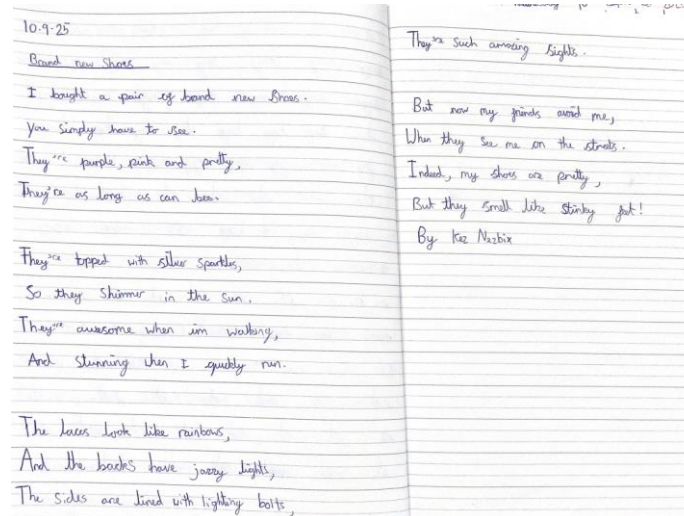 10.9.25
Brand new Shoes
I bought a pair of brand new Shoes.
You simply have to see.
They're purple, pink and pretty,
They're as long as can bee.
They're topped with silver sparkles,
So they shimmer in the sun.
They're awesome when im walking,
And stunning when I quickly run.
The laces look like rainbows,
And the backs have jazzy lights,
The sides are lined with lighting bolts,
They're such amazing sights.
But now my friends avoid me,
When they see me on the streets.
Indeed, my shoes are pretty,
But they smell like stinky feet!
By Kez Nazbix